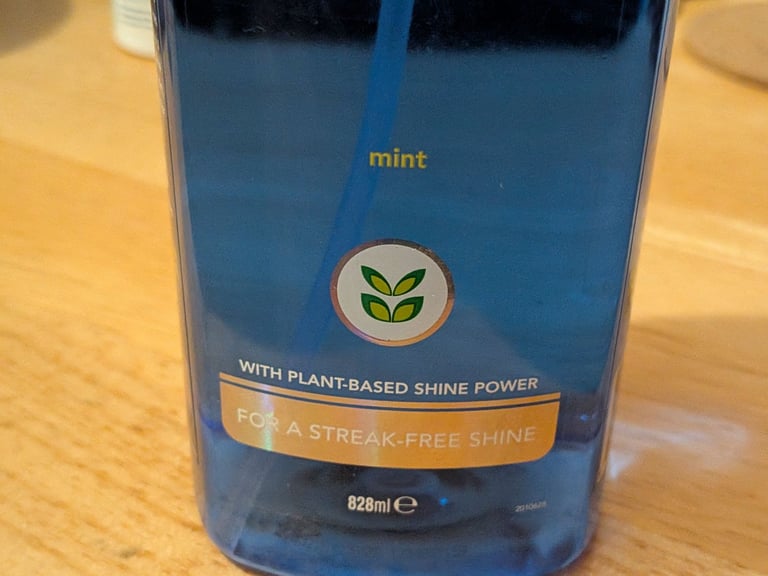 mint
WITH PLANT-BASED SHINE POWER
FOR A STREAK-FREE SHINE
828ml ℮